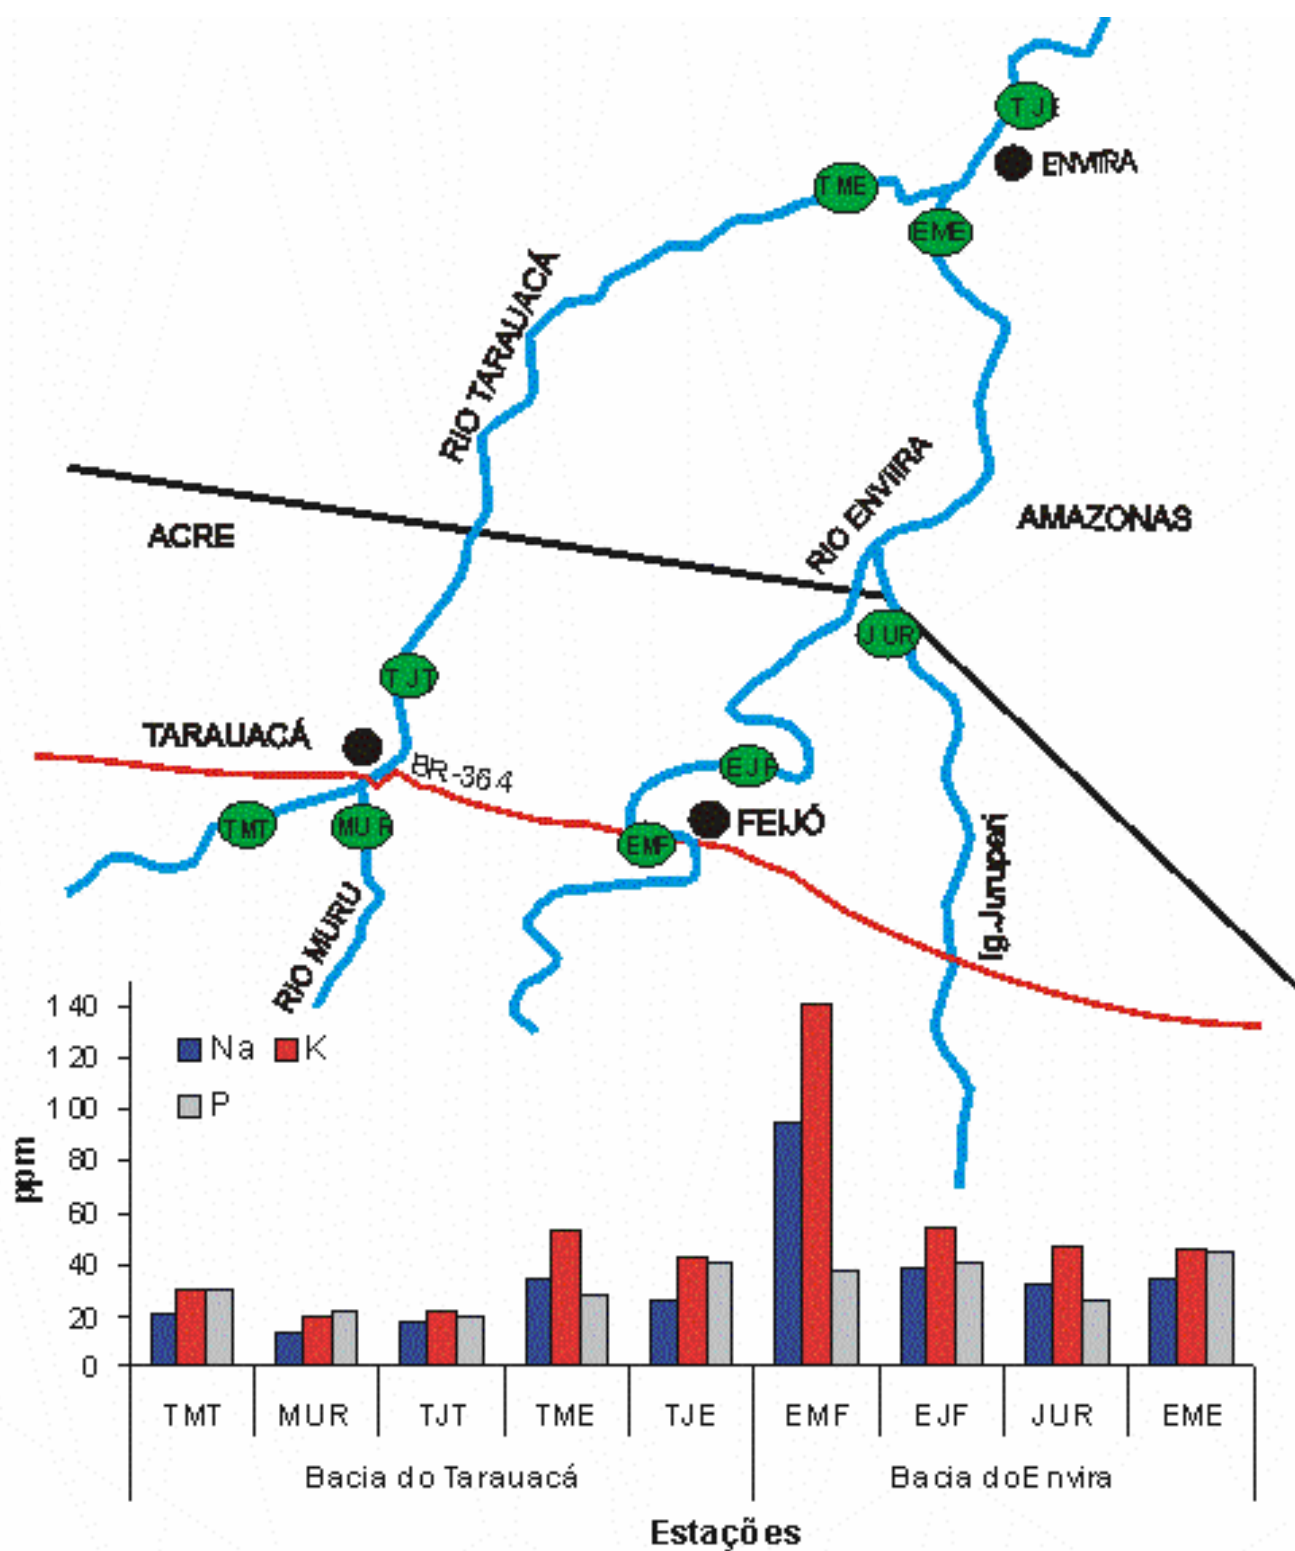 TJE
ENVIRA
TME
EME
RIO TARAUACÁ
RIO ENVIIRA
AMAZONAS
ACRE
JUR
TJT
TARAUACÁ
BR-364
EJF
TMT
MUR
FEIJÓ
EMF
Ig-Jurupari
RIO MURU
ppm
140
120
100
80
60
40
20
0
Na K
P
TMT MUR TJT TME TJE EMF EJF JUR EME
Bacia do Tarauacá Bacia do Envira
Estações